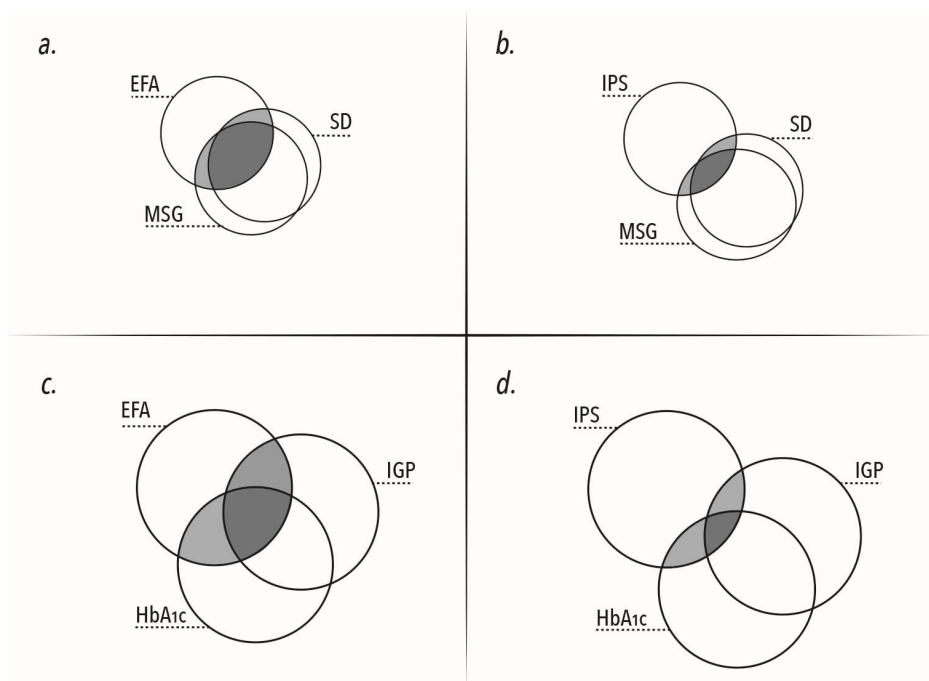 a.
EFA
SD
MSG
b.
IPS
SD
MSG
c.
EFA
IGP
HbA1c
d.
IPS
IGP
HbA1c